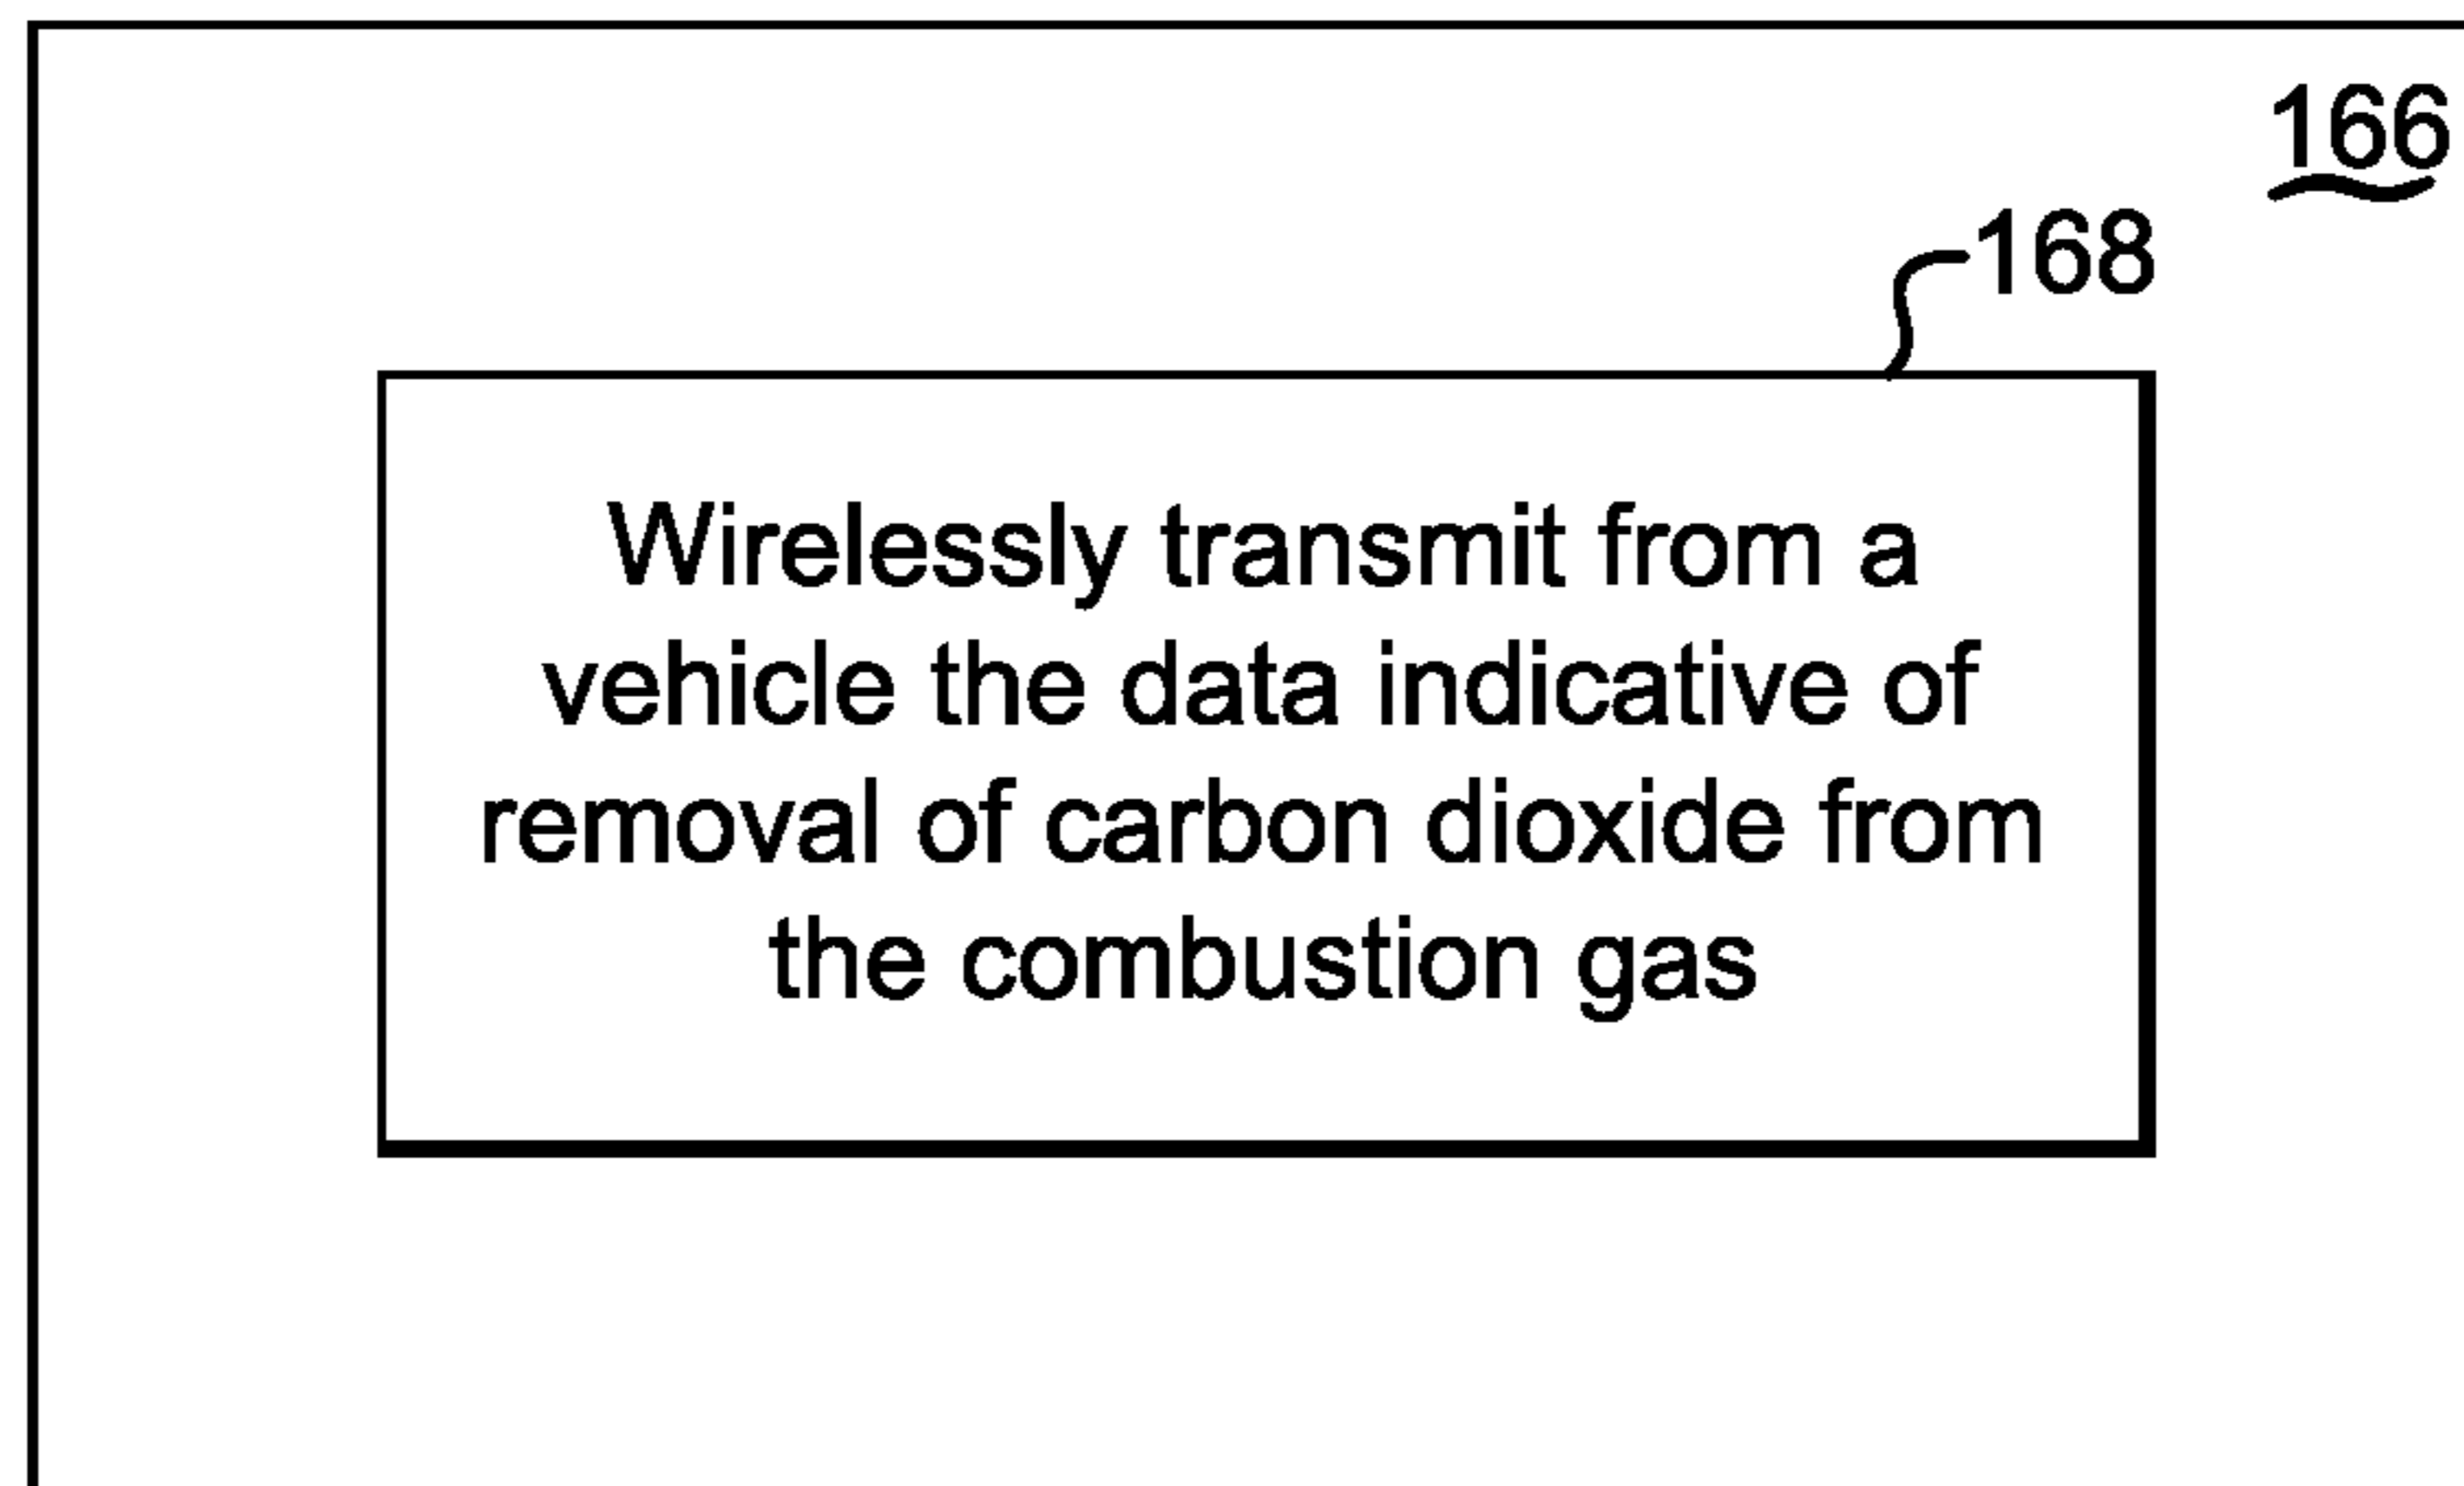 166
168
Wirelessly transmit from a
vehicle the data indicative of
removal of carbon dioxide from
the combustion gas